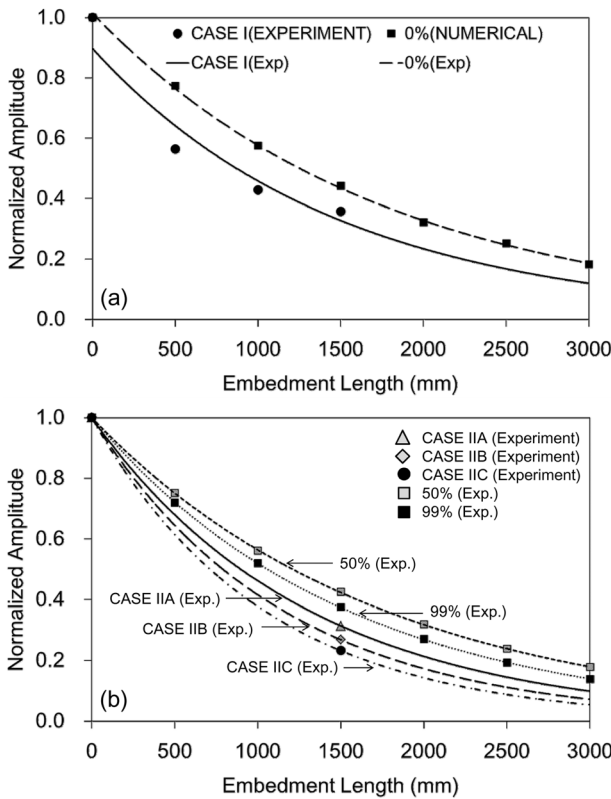 CASE I(EXPERIMENT) 0%(NUMERICAL)
CASE I(Exp) 0%(Exp)
1.0
0.8
0.6
0.4
0.2
0.0
Normalized Amplitude
(a)
0 500 1000 1500 2000 2500 3000
Embedment Length (mm)
CASE IIA (Experiment)
CASE IIB (Experiment)
CASE IIC (Experiment)
50% (Exp.)
99% (Exp.)
1.0
0.8
0.6
0.4
0.2
0.0
Normalized Amplitude
50% (Exp.)
CASE IIA (Exp.)
99% (Exp.)
CASE IIB (Exp.)
CASE IIC (Exp.)
(b)
0 500 1000 1500 2000 2500 3000
Embedment Length (mm)